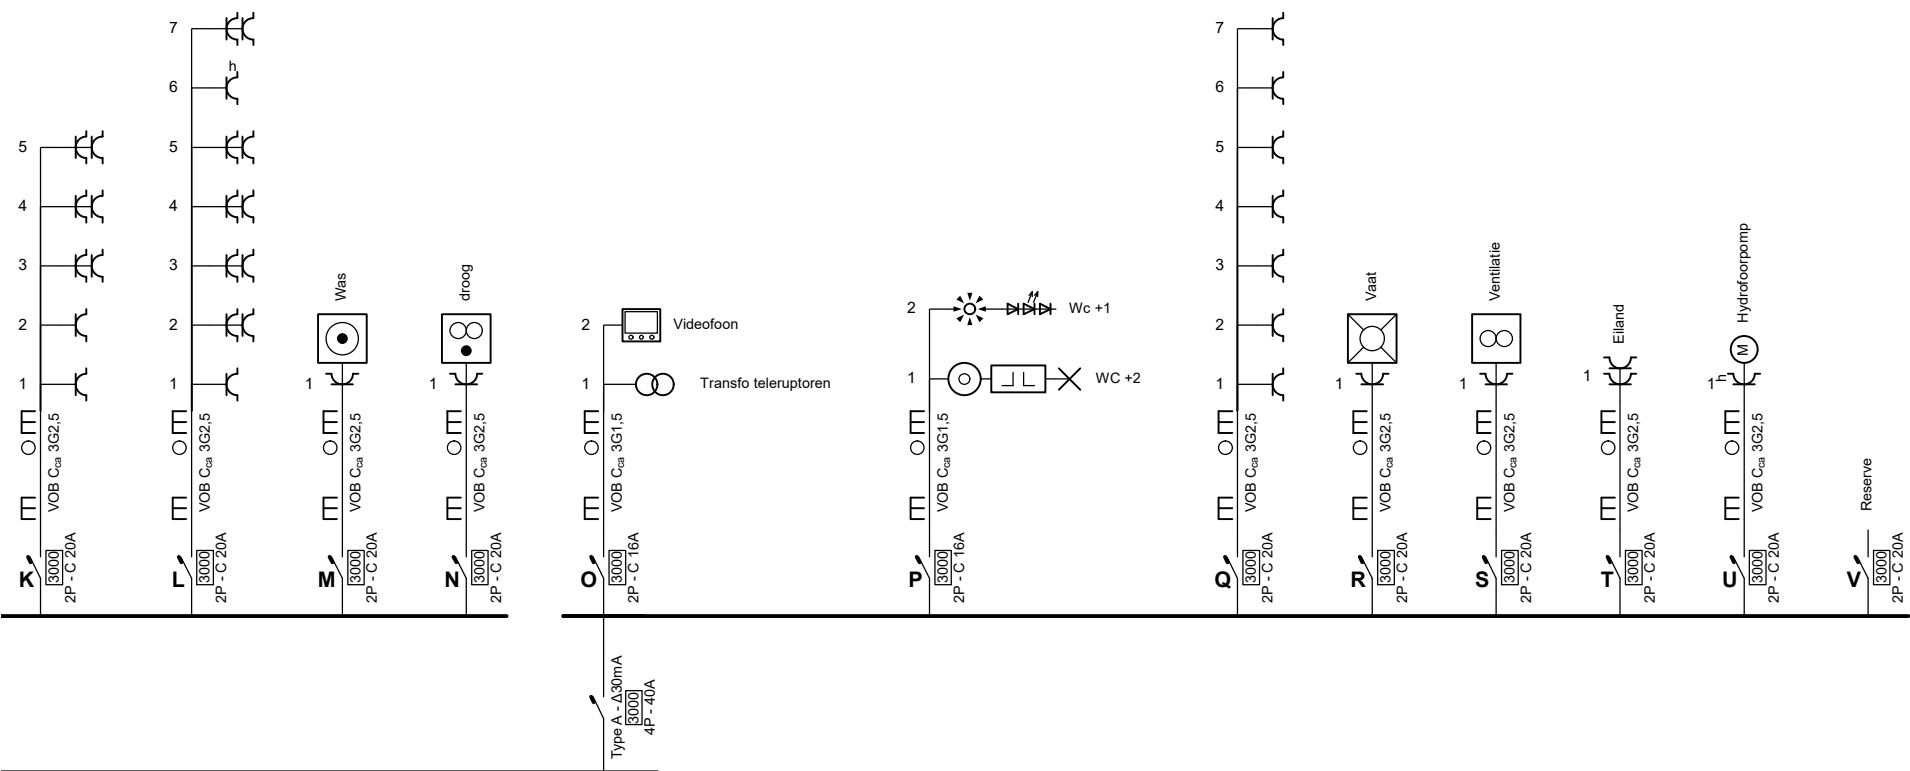 7
6
5
4
3
2
1
5
4
3
2
1
h
7
6
5
4
3
2
1
Was
1
droog
1
2
Videofoon
1
Transfo teleruptoren
2
Wc +1
1
WC +2
Vaat
1
Ventilatie
1
Eiland
1
Hydrofoorpomp
M
1
h
VOB Cca 3G2,5
VOB Cca 3G2,5
VOB Cca 3G2,5
VOB Cca 3G2,5
VOB Cca 3G1,5
VOB Cca 3G1,5
VOB Cca 3G2,5
VOB Cca 3G2,5
VOB Cca 3G2,5
VOB Cca 3G2,5
VOB Cca 3G2,5
Reserve
K
3000
2P - C 20A
L
3000
2P - C 20A
M
3000
2P - C 20A
N
3000
2P - C 20A
O
3000
2P - C 16A
P
3000
2P - C 16A
Q
3000
2P - C 20A
R
3000
2P - C 20A
S
3000
2P - C 20A
T
3000
2P - C 20A
U
3000
2P - C 20A
V
3000
2P - C 20A
Type A - Δ30mA
3000
4P - 40A